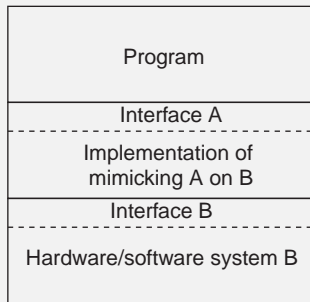 Program
Interface A
Implementation of
mimicking A on B
Interface B
Hardware/software system B